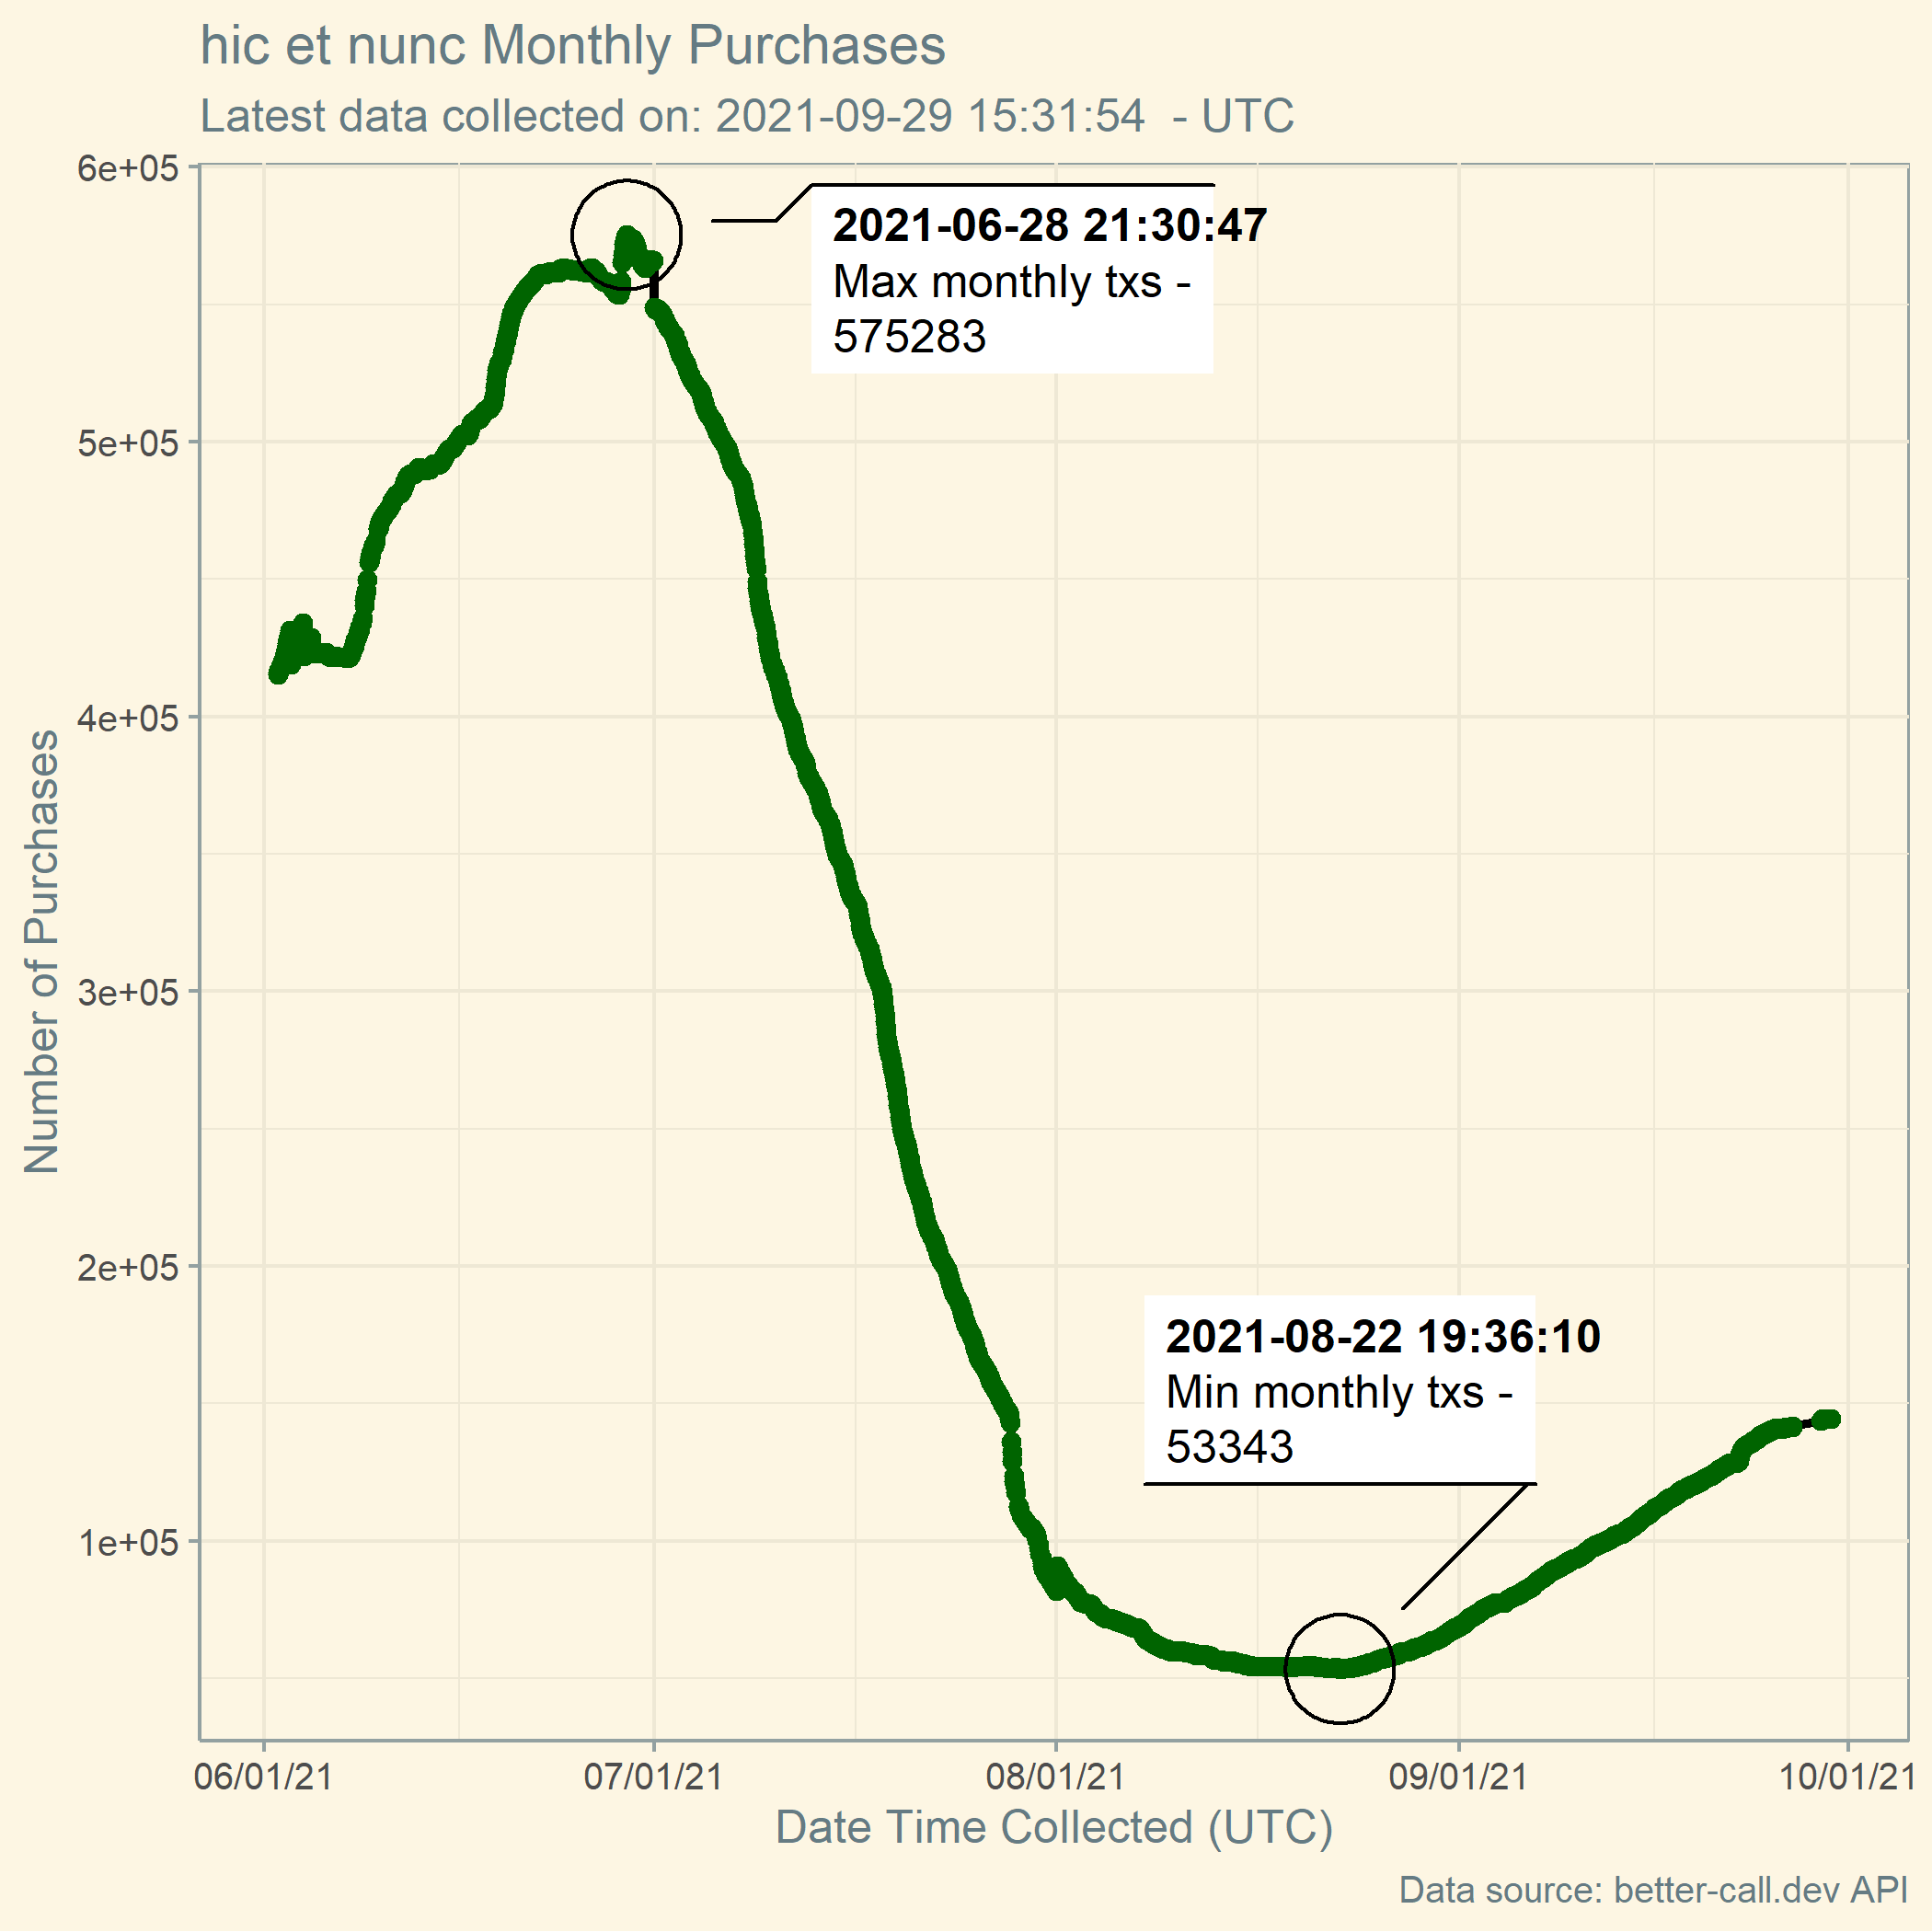 hic et nunc Monthly Purchases
Latest data collected on: 2021-09-29 15:31:54  - UTC
6e+05
5e+05
4e+05
3e+05
2e+05
1e+05
Number of Purchases
2021-06-28 21:30:47
Max monthly txs -
575283
2021-08-22 19:36:10
Min monthly txs -
53343
06/01/21 07/01/21 08/01/21 09/01/21 10/01/21
Date Time Collected (UTC)
Data source: better-call.dev API